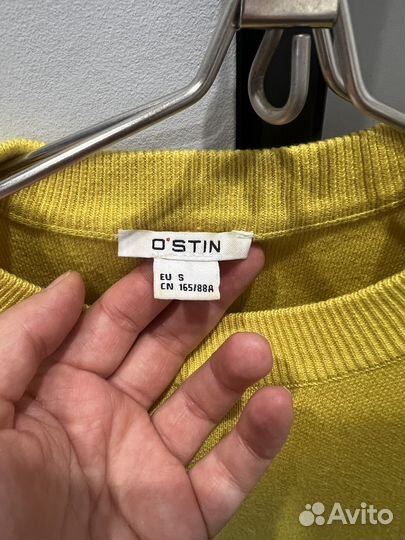 O'STIN
EU S
CN 165/88A
Avito